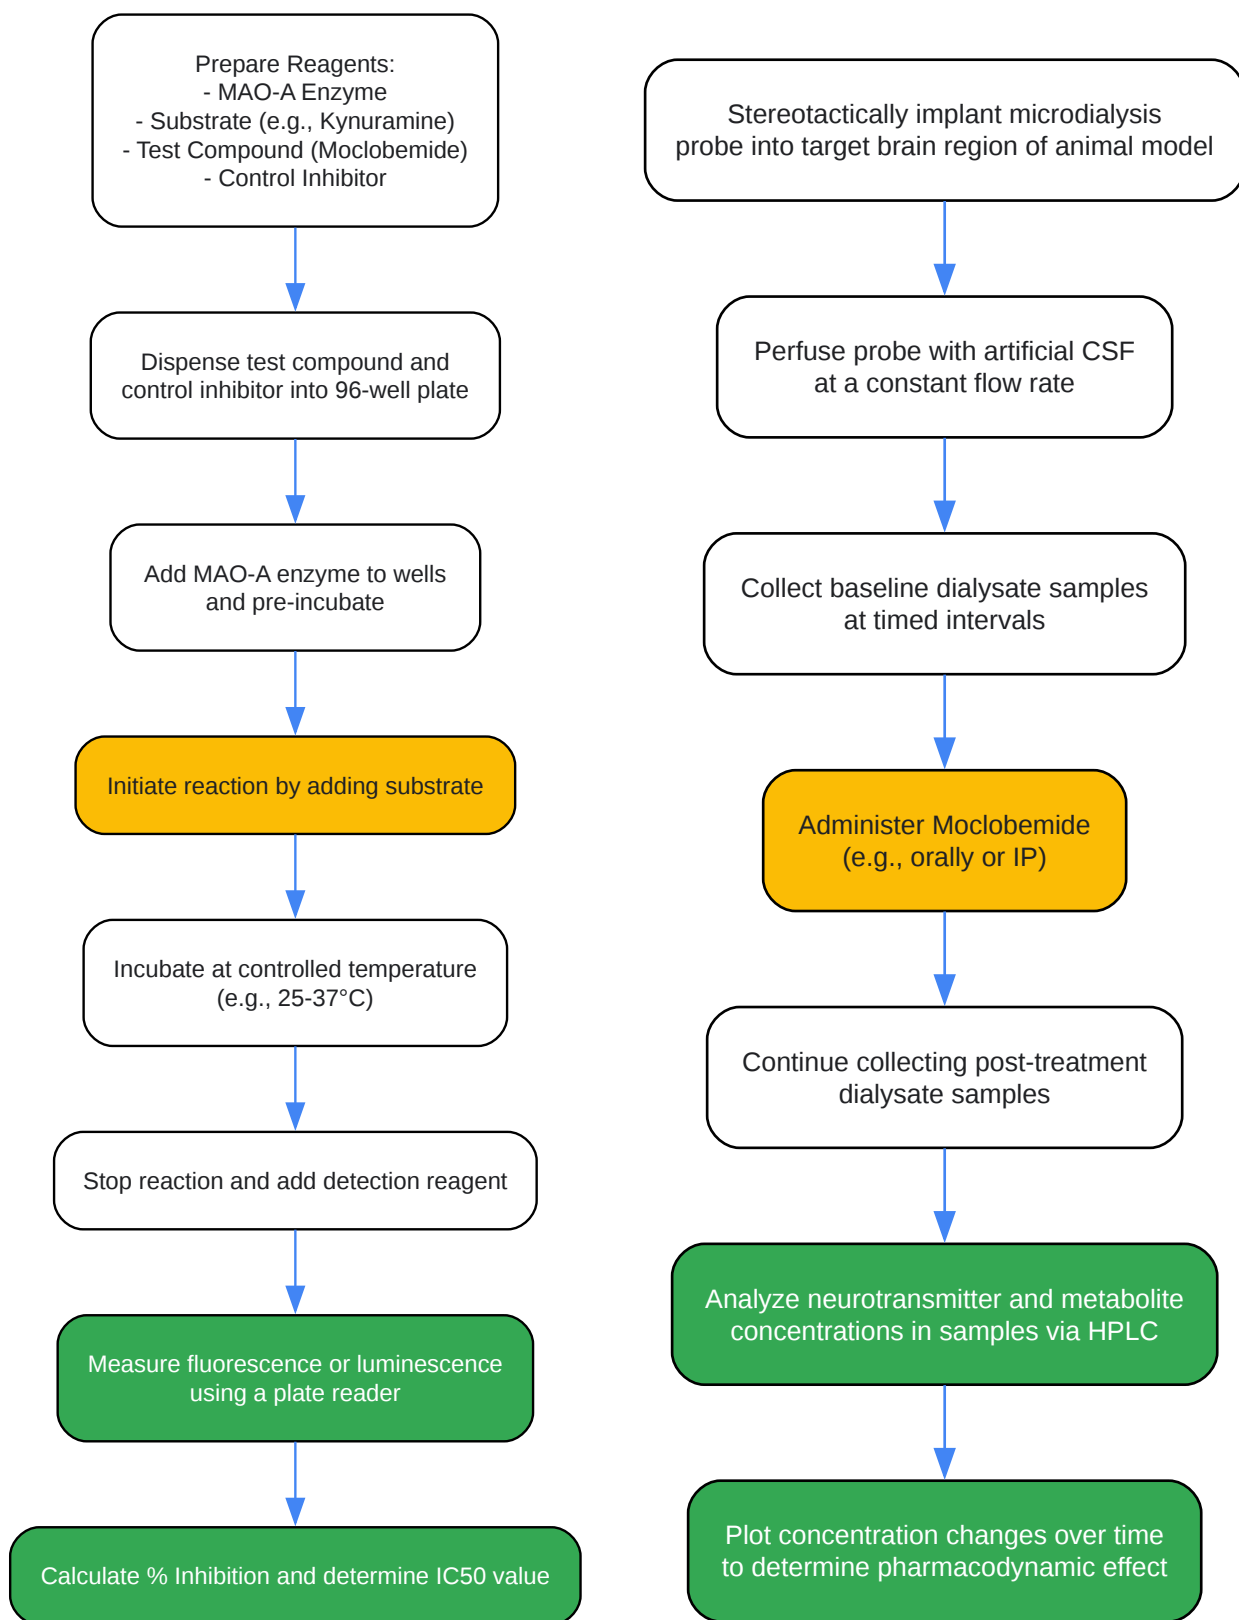 Prepare Reagents:
- MAO-A Enzyme
- Substrate (e.g., Kynuramine)
- Test Compound (Moclobemide)
- Control Inhibitor
Dispense test compound and
control inhibitor into 96-well plate
Add MAO-A enzyme to wells
and pre-incubate
Initiate reaction by adding substrate
Incubate at controlled temperature
(e.g., 25-37°C)
Stop reaction and add detection reagent
Measure fluorescence or luminescence
using a plate reader
Calculate % Inhibition and determine IC50 value
Stereotactically implant microdialysis
probe into target brain region of animal model
Perfuse probe with artificial CSF
at a constant flow rate
Collect baseline dialysate samples
at timed intervals
Administer Moclobemide
(e.g., orally or IP)
Continue collecting post-treatment
dialysate samples
Analyze neurotransmitter and metabolite
concentrations in samples via HPLC
Plot concentration changes over time
to determine pharmacodynamic effect